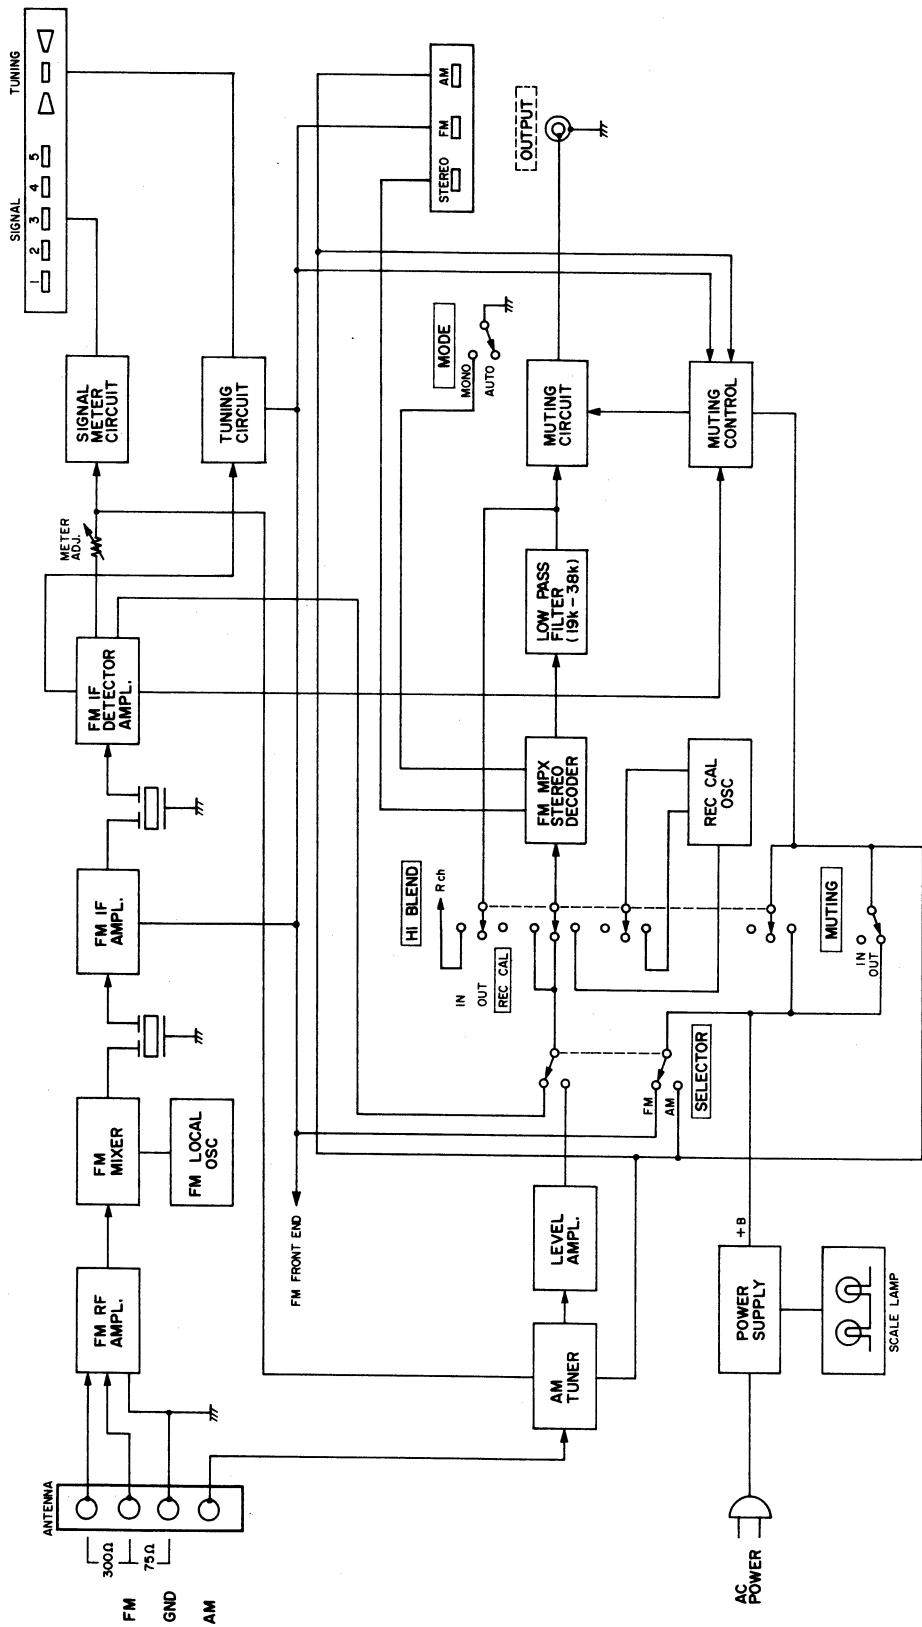 ANTENNA
300Ω
75Ω
FM
GND
AM
FM RF
AMPL.
FM
MIXER
FM LOCAL
OSC
FM IF
AMPL.
FM IF
DETECTOR
AMPL.
METER
ADJ.
SIGNAL
METER
CIRCUIT
TUNING
CIRCUIT
SIGNAL
TUNING
1 2 3 4 5
FM FRONT END
STEREO FM AM
AM
TUNER
LEVEL
AMPL.
HI BLEND
R ch
IN
OUT
REC CAL
FM MPX
STEREO
DECODER
LOW PASS
FILTER
(19k-38k)
MODE
MONO
AUTO
MUTING
CIRCUIT
OUTPUT
SELECTOR
FM
AM
REC CAL
OSC
MUTING
CONTROL
MUTING
IN
OUT
AC
POWER
POWER
SUPPLY
+B
SCALE LAMP